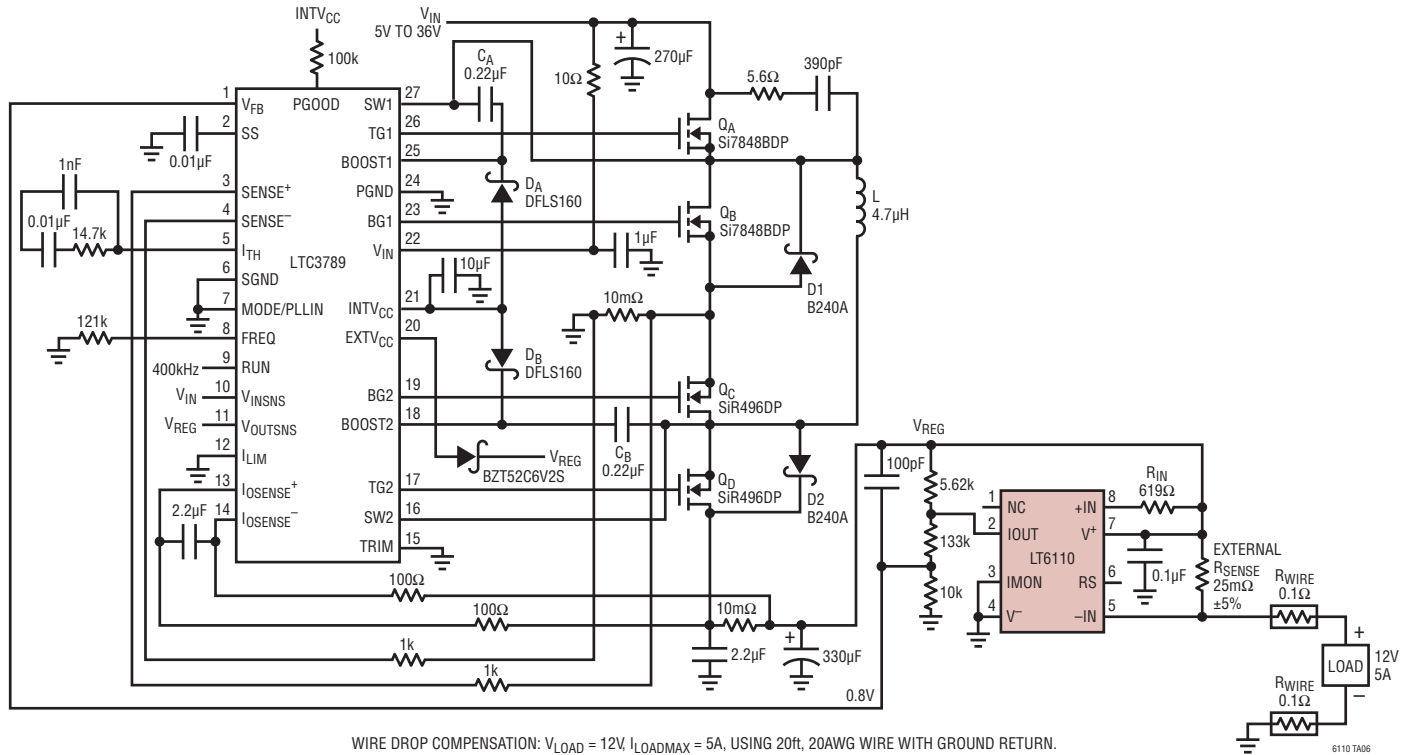 INTVCC
100k
VIN
5V TO 36V
+
270µF
10Ω
CA
0.22µF
5.6Ω
390pF
1
VFB
PGOOD
SW1
27
2
SS
TG1
26
QA
Si7848BDP
0.01µF
BOOST1
25
1nF
3
SENSE+
PGND
24
DA
DFLS160
L
4.7µH
4
SENSE–
BG1
23
QB
Si7848BDP
0.01µF
14.7k
5
ITH
LTC3789
VIN
22
1µF
6
SGND
10µF
D1
B240A
7
MODE/PLLIN
INTVCC
21
10mΩ
121k
8
FREQ
EXTVCC
20
400kHz
9
RUN
DB
DFLS160
VIN
10
VINSNS
BG2
19
QC
SiR496DP
VREG
11
VOUTSNS
BOOST2
18
12
ILIM
VREG
BZT52C6V2S
CB
0.22µF
13
IOSENSE+
TG2
17
QD
SiR496DP
D2
B240A
2.2µF
14
IOSENSE–
SW2
16
TRIM
15
100Ω
100Ω
10mΩ
1k
1k
2.2µF
+
330µF
0.8V
VREG
100pF
5.62k
133k
10k
1
NC
+IN
8
RIN
619Ω
2
IOUT
V+
7
LT6110
0.1µF
3
IMON
RS
6
4
V–
–IN
5
EXTERNAL
RSENSE
25mΩ
±5%
RWIRE
0.1Ω
+
LOAD
12V
5A
–
RWIRE
0.1Ω
WIRE DROP COMPENSATION: VLOAD = 12V, ILOADMAX = 5A, USING 20ft, 20AWG WIRE WITH GROUND RETURN.
6110 TA06